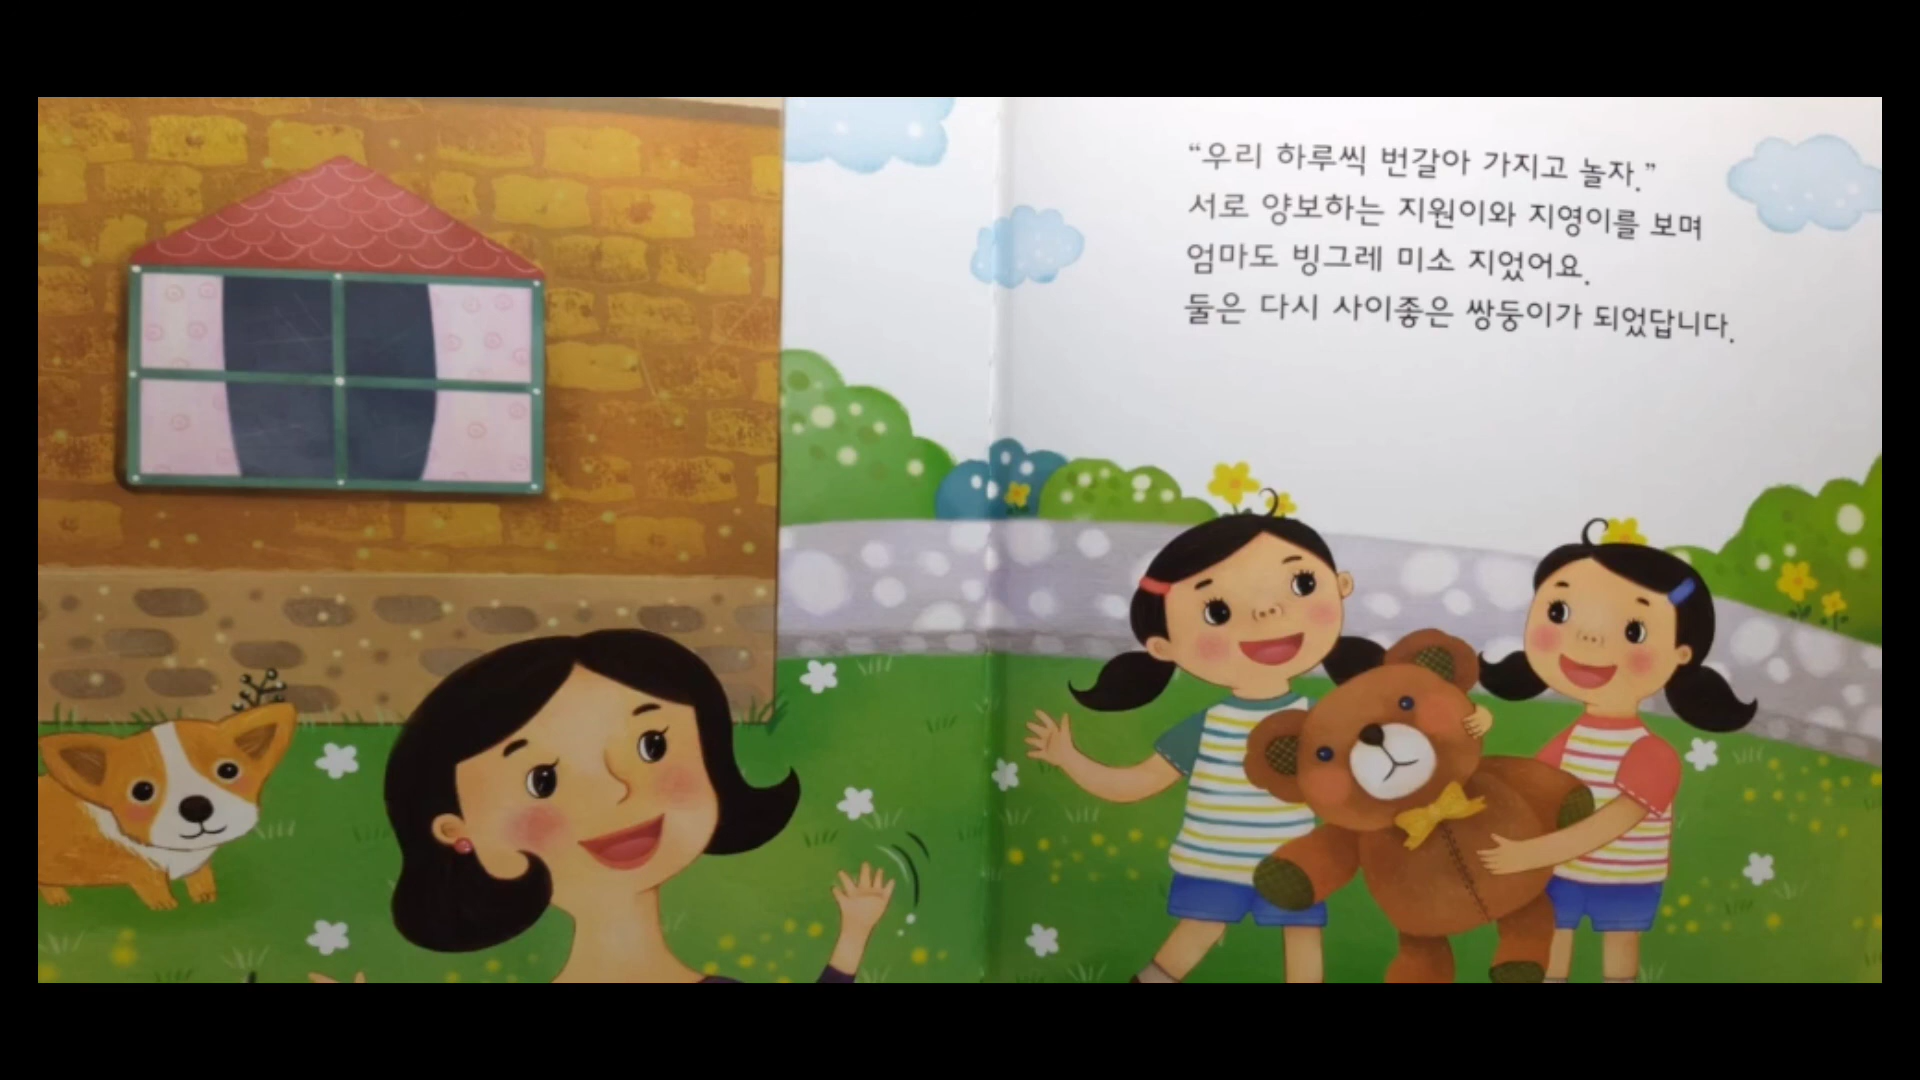 “우리 하루씩 번갈아 가지고 놀자.”
서로 양보하는 지원이와 지영이를 보며
엄마도 빙그레 미소 지었어요.
둘은 다시 사이좋은 쌍둥이가 되었답니다.